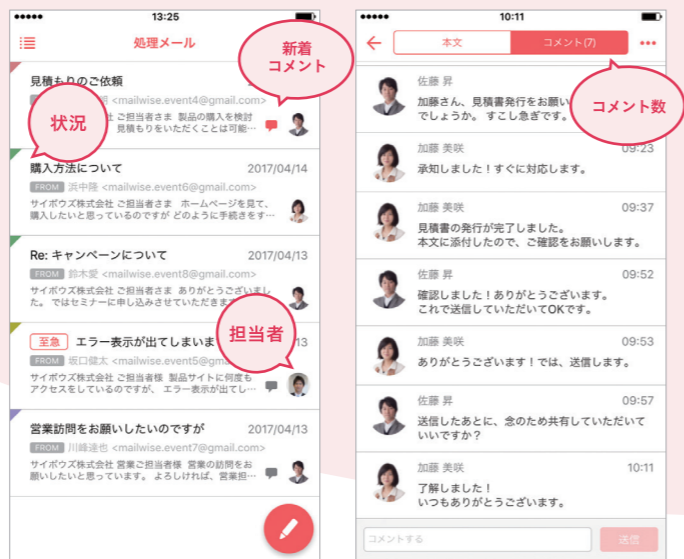 13:25
処理メール
新着
コメント
見積もりのご依頼
<mailwise.event4@gmail.com>
ご担当者さま 製品の購入を検討
見積もりをいただくことは可能…
状況
購入方法について
2017/04/14
FROM 浜中隆 <mailwise.event6@gmail.com>
サイボウズ株式会社 ご担当者さま ホームページを見て、
購入したいと思っているのですが どのように手続きをす…
Re: キャンペーンについて
2017/04/13
FROM 鈴木愛 <mailwise.event8@gmail.com>
サイボウズ株式会社 ご担当者さま ありがとうございまし
た。 ではセミナーに申し込みさせていただきます
担当者
至急 エラー表示が出てしまいま
13
FROM 坂口健太 <mailwise.event5@gma
サイボウズ株式会社 ご担当者様 製品サイトに何度も
アクセスをしているのですが、 エラー表示が出てし…
営業訪問をお願いしたいのですが
2017/04/13
FROM 川峰達也 <mailwise.event7@gmail.com>
サイボウズ株式会社 営業ご担当者様 営業の訪問をお
願いしたいと思っています。 よろしければ、営業担…
10:11
本文
コメント(7)
コメント数
佐藤 昇
加藤さん、見積書発行をお願い
でしょうか。 すこし急ぎです。
加藤 美咲
09:23
承知しました！すぐに対応します。
加藤 美咲
09:37
見積書の発行が完了しました。
本文に添付したので、ご確認をお願いします。
佐藤 昇
09:52
確認しました！ありがとうございます。
これで送信していただいてOKです。
加藤 美咲
09:53
ありがとうございます！では、送信します。
佐藤 昇
09:57
送信したあとに、念のため共有していただいて
いいですか？
加藤 美咲
10:11
了解しました！
いつもありがとうございます。
コメントする
送信